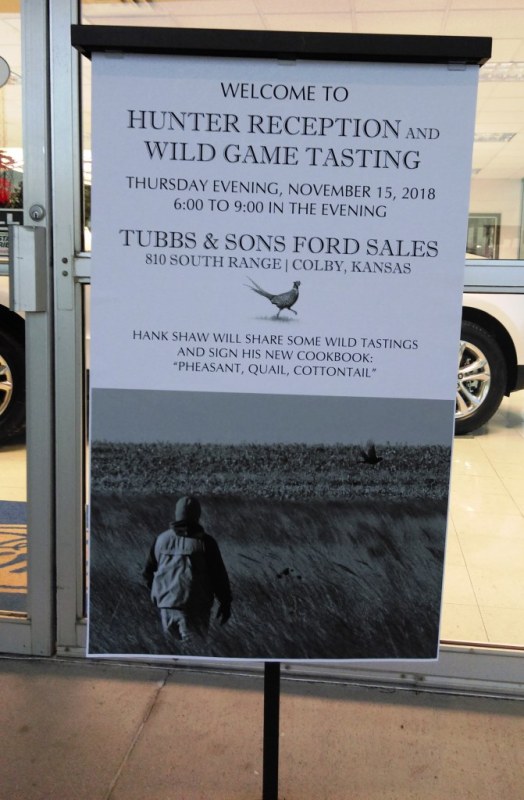 WELCOME TO
HUNTER RECEPTION AND
WILD GAME TASTING
THURSDAY EVENING, NOVEMBER 15, 2018
6:00 TO 9:00 IN THE EVENING
TUBBS & SONS FORD SALES
810 SOUTH RANGE | COLBY, KANSAS
HANK SHAW WILL SHARE SOME WILD TASTINGS
AND SIGN HIS NEW COOKBOOK:
"PHEASANT, QUAIL, COTTONTAIL"